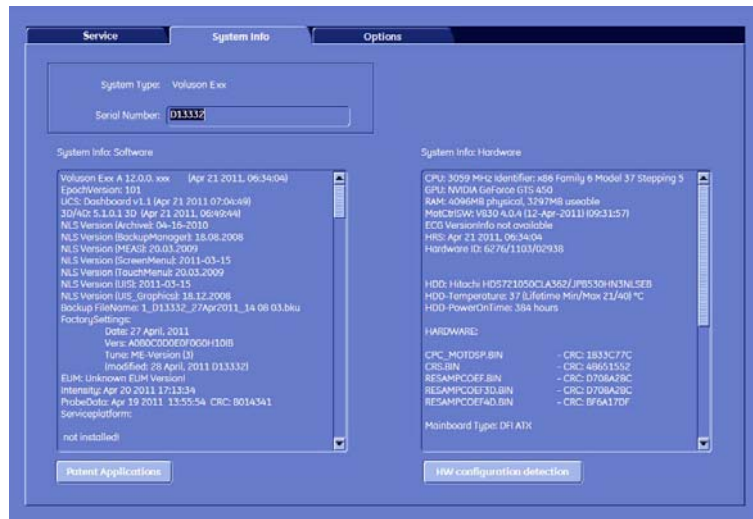 Service
System Info
Options
System Type: Voluson Exx
Serial Number: D13332
System Info: Software
Voluson Exx A 12.0.0. xxx (Apr 21 2011, 06:34:04)
EpochVersion: 101
UCS: Dashboard v1.1 (Apr 21 2011 07:04:49)
3D/4D: 5.1.0.1 3D (Apr 21 2011, 06:49:44)
NLS Version (Archive): 04-16-2010
NLS Version (BackupManager): 18.08.2008
NLS Version (MEAS): 20.03.2009
NLS Version (ScreenMenu): 2011-03-15
NLS Version (TouchMenu): 20.03.2009
NLS Version (UIS): 2011-03-15
NLS Version (UIS_Graphics): 18.12.2008
Backup FileName: 1_D13332_27Apr2011_14 08 03.bku
FactorySettings:
Date: 27 April, 2011
Vers: A0B0C0D0E0F0G0H10I8
Tune: ME-Version (3)
(modified: 28 April, 2011 D13332)
EUM: Unknown EUM Version!
Intensity: Apr 20 2011 17:13:34
ProbeData: Apr 19 2011 13:55:54 CRC: 8014341
Serviceplatform:
not installed!
Patent Applications
System Info: Hardware
CPU: 3059 MHz Identifier: x86 Family 6 Model 37 Stepping 5
GPU: NVIDIA GeForce GTS 450
RAM: 4096MB physical, 3297MB useable
MotCtrlSW: V830 4.0.4 (12-Apr-2011) (09:31:57)
ECG VersionInfo not available
HRS: Apr 21 2011, 06:34:04
Hardware ID: 6276/1103/02938
HDD: Hitachi HDS721050CLA362/JPB530HN3NLSEB
HDD-Temperature: 37 (Lifetime Min/Max 21/40) °C
HDD-PowerOnTime: 384 hours
HARDWARE:
CPC_MOTDSP.BIN - CRC: 1833C77C
CRS.BIN - CRC: 48651552
RESAMPCOEF.BIN - CRC: D708A28C
RESAMPCOEF3D.BIN - CRC: D708A28C
RESAMPCOEF4D.BIN - CRC: BF6A17DF
Mainboard Type: DFI ATX
HW configuration detection